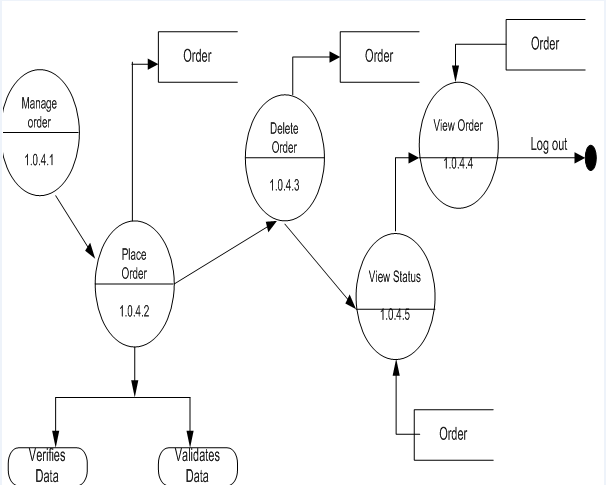 Order
Order
Order
Manage
order
1.0.4.1
Delete
Order
1.0.4.3
View Order
1.0.4.4
Log out
Place
Order
1.0.4.2
View Status
1.0.4.5
Order
Verifies
Data
Validates
Data